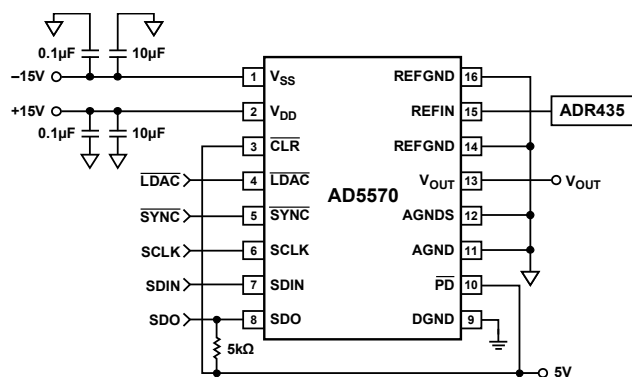 0.1µF 10µF
–15V
+15V
0.1µF 10µF
LDAC
SYNC
SCLK
SDIN
SDO
5kΩ
1 VSS
2 VDD
3 CLR
4 LDAC
5 SYNC
6 SCLK
7 SDIN
8 SDO
AD5570
REFGND 16
REFIN 15
REFGND 14
VOUT 13
AGNDS 12
AGND 11
PD 10
DGND 9
ADR435
VOUT
5V